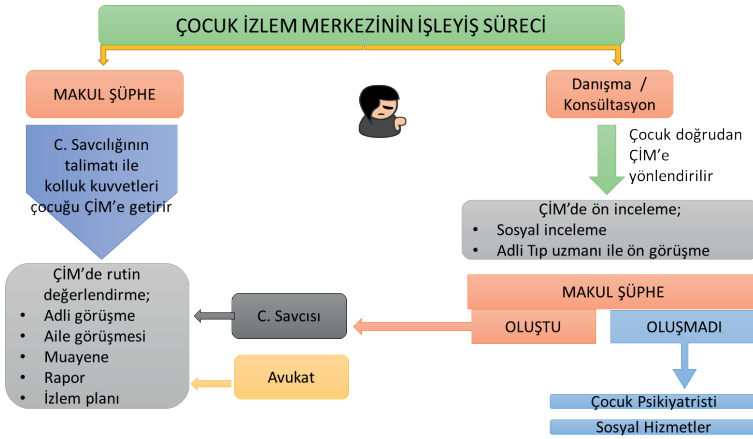 ÇOCUK İZLEM MERKEZİNİN İŞLEYİŞ SÜRECİ
MAKUL ŞÜPHE
Danışma /
Konsültasyon
C. Savcılığının
talimatı ile
kolluk kuvvetleri
çocuğu ÇİM'e getirir
Çocuk doğrudan
ÇİM'e
yönlendirilir
ÇİM'de ön inceleme;
• Sosyal inceleme
• Adli Tıp uzmanı ile ön görüşme
ÇİM'de rutin
değerlendirme;
• Adli görüşme
• Aile görüşmesi
• Muayene
• Rapor
• İzlem planı
C. Savcısı
Avukat
MAKUL ŞÜPHE
OLUŞTU
OLUŞMADI
Çocuk Psikiyatristi
Sosyal Hizmetler